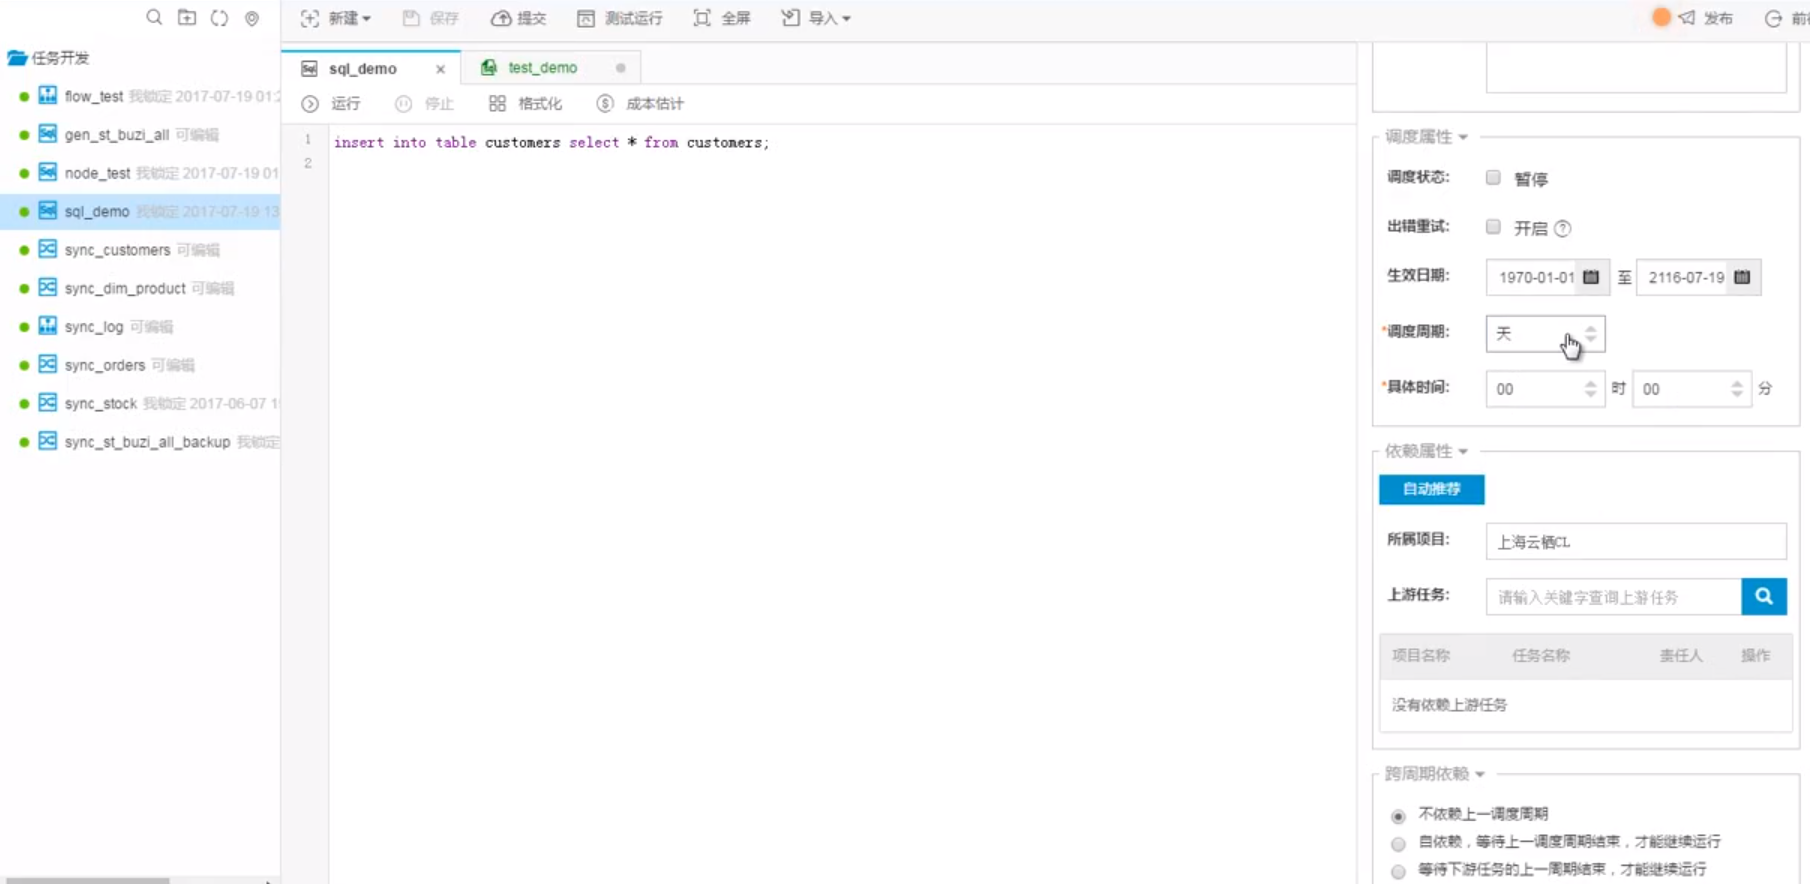 新建 保存 提交 测试运行 全屏 导入 发布
任务开发
flow_test 我锁定 2017-07-19 01:2
gen_st_buzi_all 可编辑
node_test 我锁定 2017-07-19 01
sql_demo 我锁定 2017-07-19 13
sync_customers 可编辑
sync_dim_product 可编辑
sync_log 可编辑
sync_orders 可编辑
sync_stock 我锁定 2017-06-07 1
sync_st_buzi_all_backup 我锁定
sql_demo × test_demo
运行 停止 格式化 成本估计
1 insert into table customers select * from customers;
2
调度属性
调度状态: 暂停
出错重试: 开启 ?
生效日期: 1970-01-01 至 2116-07-19
*调度周期: 天
*具体时间: 00 时 00 分
依赖属性
自动推荐
所属项目: 上海云栖CL
上游任务: 请输入关键字查询上游任务
项目名称 任务名称 责任人 操作
没有依赖上游任务
跨周期依赖
不依赖上一调度周期
自依赖，等待上一调度周期结束，才能继续运行
等待下游任务的上一周期结束，才能继续运行